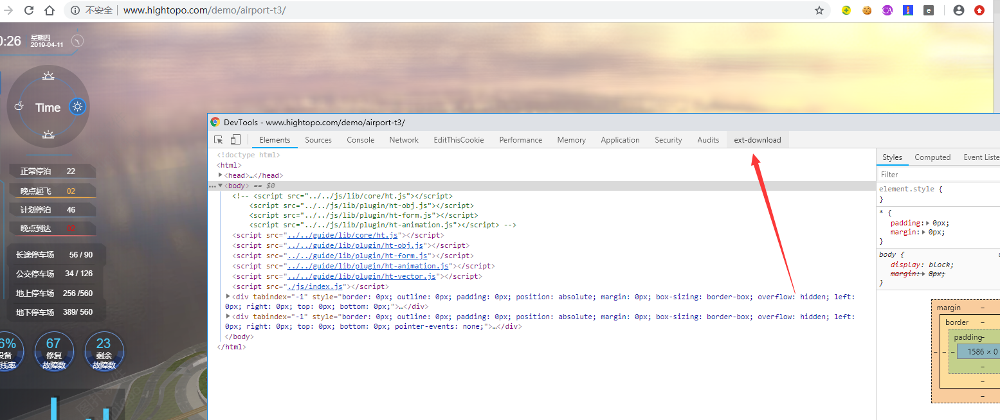 不安全 www.hightopo.com/demo/airport-t3/
e
CA
0:26 星期四
2019-04-11
Time
正常停泊 22
晚点起飞 02
计划停泊 46
晚点到达 02
长途停车场 56 / 90
公交停车场 34 / 126
地上停车场 256 /560
地下停车场 389/ 560
6% 67 23
设备 修复 剩余
线率 故障数 故障数
DevTools - www.hightopo.com/demo/airport-t3/
Elements Sources Console Network EditThisCookie Performance Memory Application Security Audits ext-download
<!doctype html>
<html>
<head>…</head>
<body> == $0
<!-- <script src="../../js/lib/core/ht.js"></script>
<script src="../../js/lib/plugin/ht-obj.js"></script>
<script src="../../js/lib/plugin/ht-form.js"></script>
<script src="../../js/lib/plugin/ht-animation.js"></script> -->
<script src="../../guide/lib/core/ht.js"></script>
<script src="../../guide/lib/plugin/ht-obj.js"></script>
<script src="../../guide/lib/plugin/ht-form.js"></script>
<script src="../../guide/lib/plugin/ht-animation.js"></script>
<script src="../../guide/lib/plugin/ht-vector.js"></script>
<script src="./js/index.js"></script>
<div tabindex="-1" style="border: 0px; outline: 0px; padding: 0px; position: absolute; margin: 0px; box-sizing: border-box; overflow: hidden; left:
0px; right: 0px; top: 0px; bottom: 0px;">…</div>
<div tabindex="-1" style="border: 0px; outline: 0px; padding: 0px; position: absolute; margin: 0px; box-sizing: border-box; overflow: hidden; left:
0px; right: 0px; top: 0px; bottom: 0px; pointer-events: none;">…</div>
</body>
</html>
Styles Computed Event Liste
Filter
element.style {
}
* {
padding: 0px;
margin: 0px;
}
body {
display: block;
margin: 8px;
}
margin –
border –
padding–
– – – 1586 × 0
–
–
–